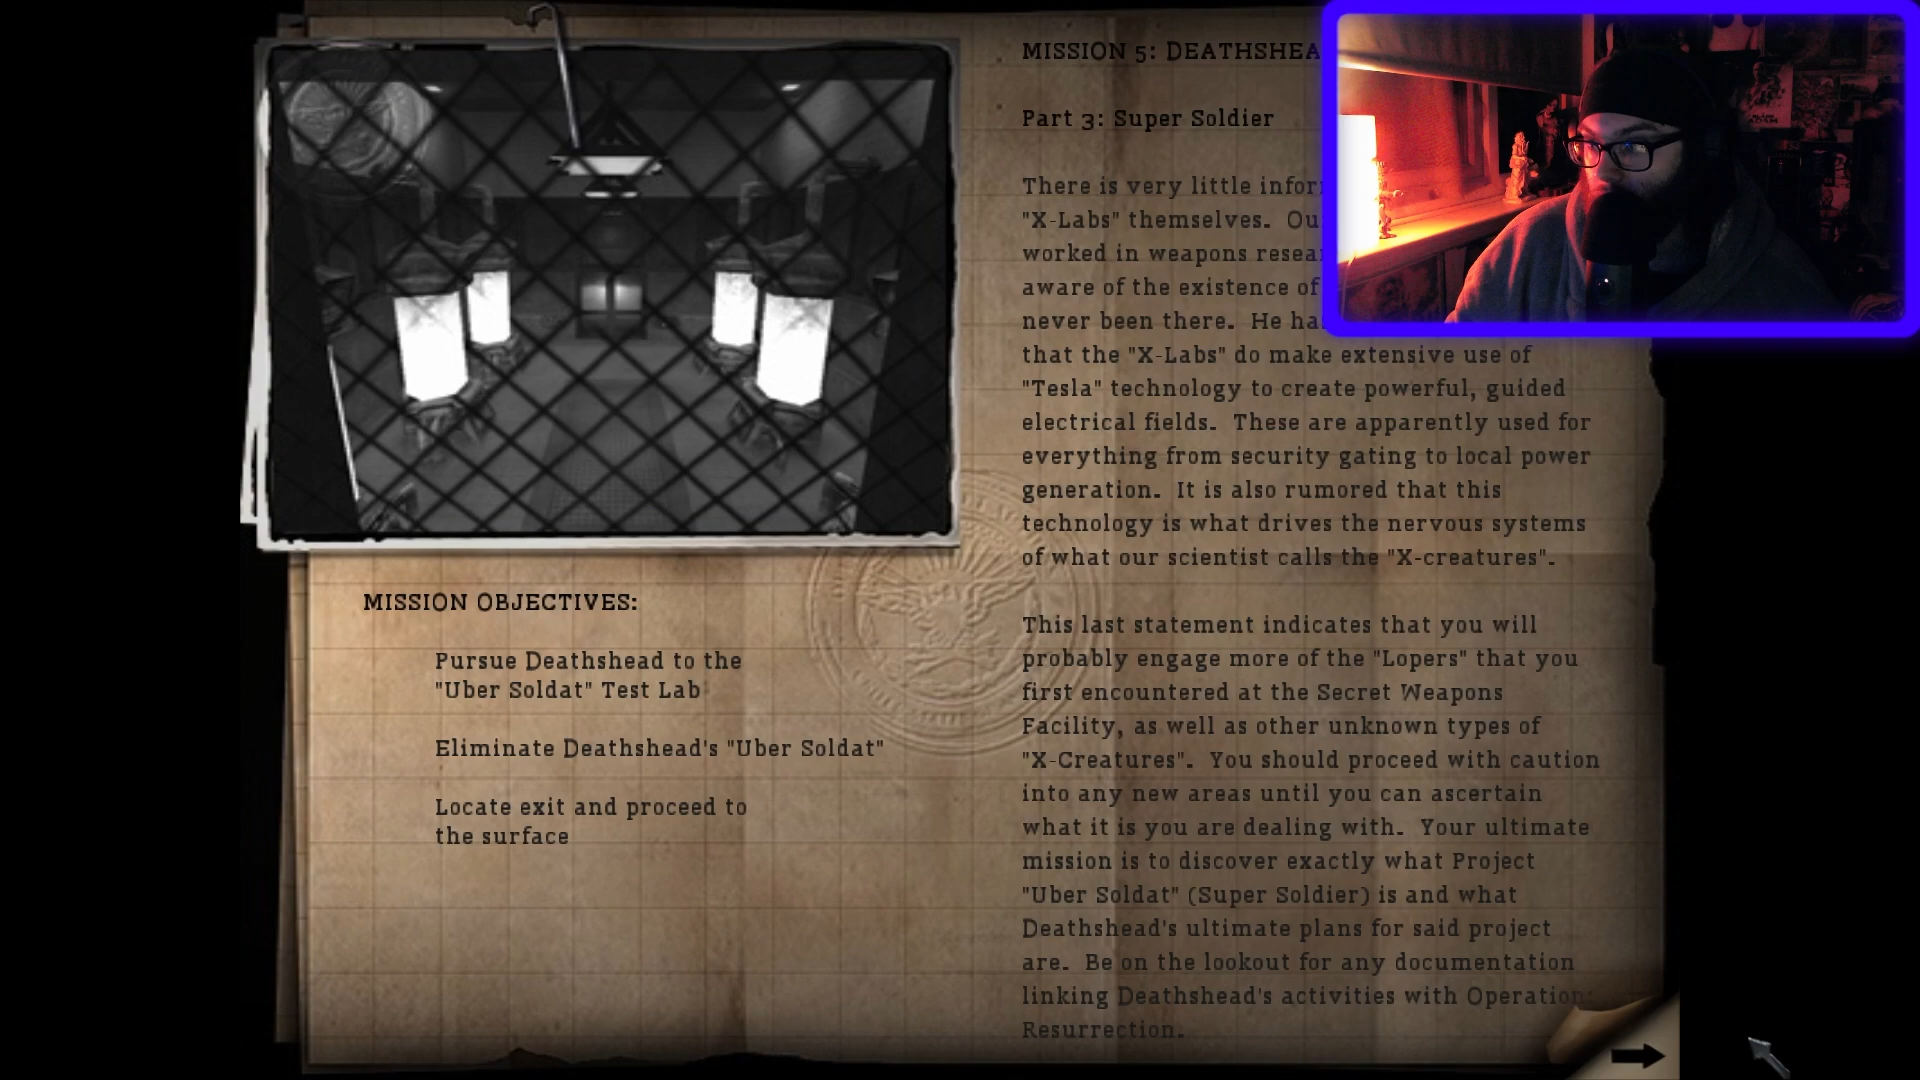 MISSION 5: DEATHSHEA
Part 3: Super Soldier
There is very little infor
"X-Labs" themselves. Ou
worked in weapons resea
aware of the existence of
never been there. He ha
that the "X-Labs" do make extensive use of
"Tesla" technology to create powerful, guided
electrical fields. These are apparently used for
everything from security gating to local power
generation. It is also rumored that this
technology is what drives the nervous systems
of what our scientist calls the "X-creatures".
This last statement indicates that you will
probably engage more of the "Lopers" that you
first encountered at the Secret Weapons
Facility, as well as other unknown types of
"X-Creatures". You should proceed with caution
into any new areas until you can ascertain
what it is you are dealing with. Your ultimate
mission is to discover exactly what Project
"Uber Soldat" (Super Soldier) is and what
Deathshead's ultimate plans for said project
are. Be on the lookout for any documentation
linking Deathshead's activities with Operation:
Resurrection.
MISSION OBJECTIVES:
Pursue Deathshead to the
"Uber Soldat" Test Lab
Eliminate Deathshead's "Uber Soldat"
Locate exit and proceed to
the surface